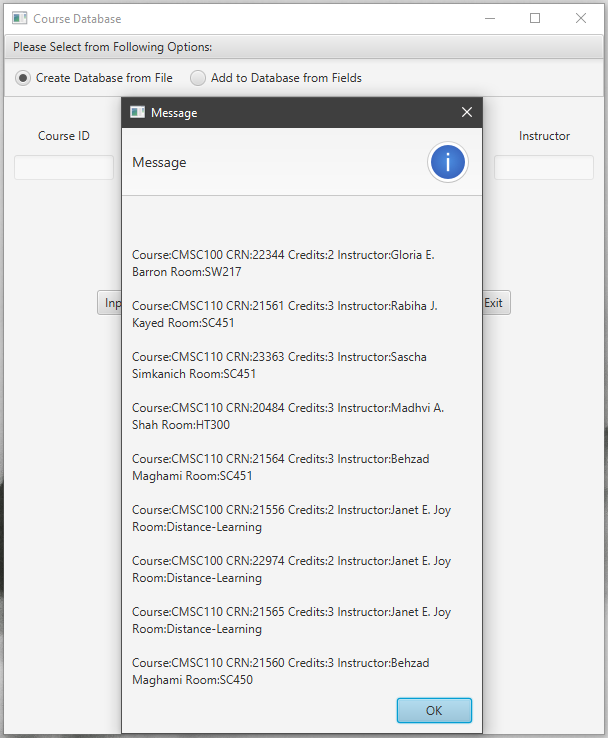 Course Database
Please Select from Following Options:
Create Database from File
Add to Database from Fields
Message
Course ID
Message
Instructor
Course:CMSC100 CRN:22344 Credits:2 Instructor:Gloria E.
Barron Room:SW217
Inp
Exit
Course:CMSC110 CRN:21561 Credits:3 Instructor:Rabiha J.
Kayed Room:SC451
Course:CMSC110 CRN:23363 Credits:3 Instructor:Sascha
Simkanich Room:SC451
Course:CMSC110 CRN:20484 Credits:3 Instructor:Madhvi A.
Shah Room:HT300
Course:CMSC110 CRN:21564 Credits:3 Instructor:Behzad
Maghami Room:SC451
Course:CMSC100 CRN:21556 Credits:2 Instructor:Janet E. Joy
Room:Distance-Learning
Course:CMSC100 CRN:22974 Credits:2 Instructor:Janet E. Joy
Room:Distance-Learning
Course:CMSC110 CRN:21565 Credits:3 Instructor:Janet E. Joy
Room:Distance-Learning
Course:CMSC110 CRN:21560 Credits:3 Instructor:Behzad
Maghami Room:SC450
OK